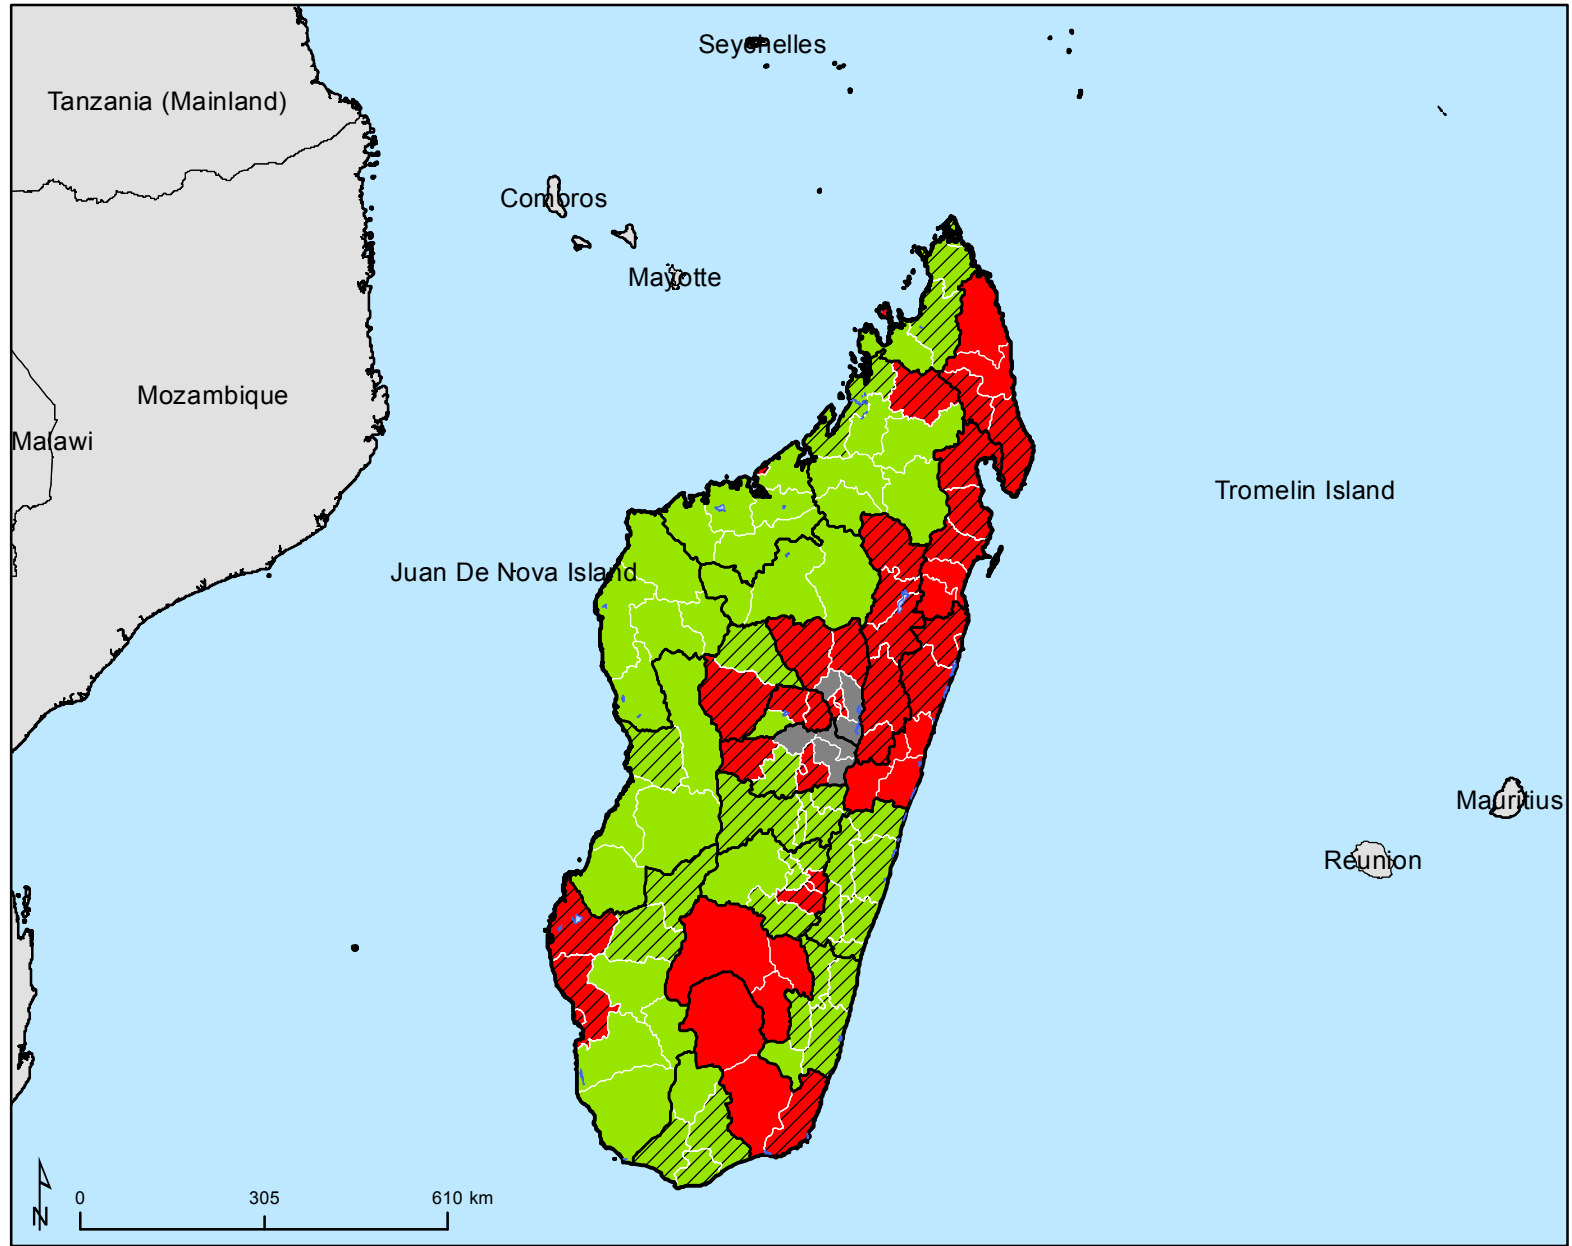 Seychelles
Tanzania (Mainland)
Comoros
Mayotte
Mozambique
Malawi
Tromelin Island
Juan De Nova Island
Mauritius
Reunion
N
0 305 610 km